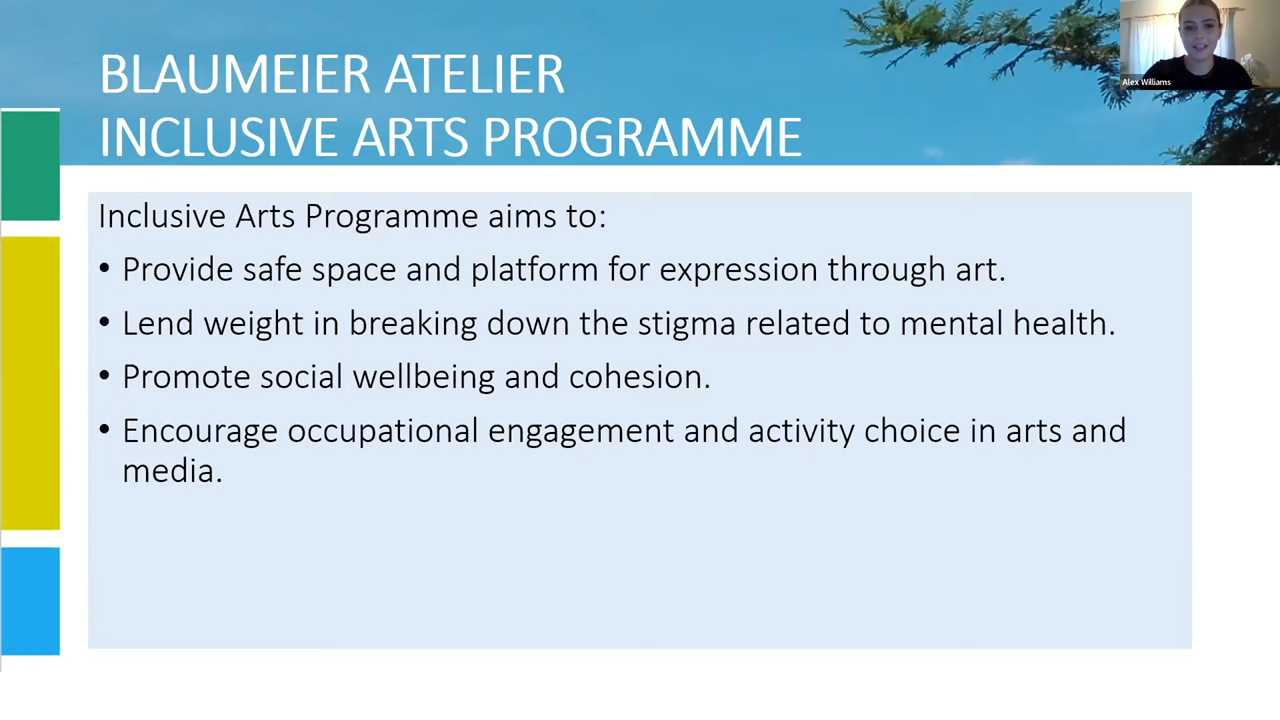 BLAUMEIER ATELIER
INCLUSIVE ARTS PROGRAMME
Alex Williams
Inclusive Arts Programme aims to:
• Provide safe space and platform for expression through art.
• Lend weight in breaking down the stigma related to mental health.
• Promote social wellbeing and cohesion.
• Encourage occupational engagement and activity choice in arts and
media.